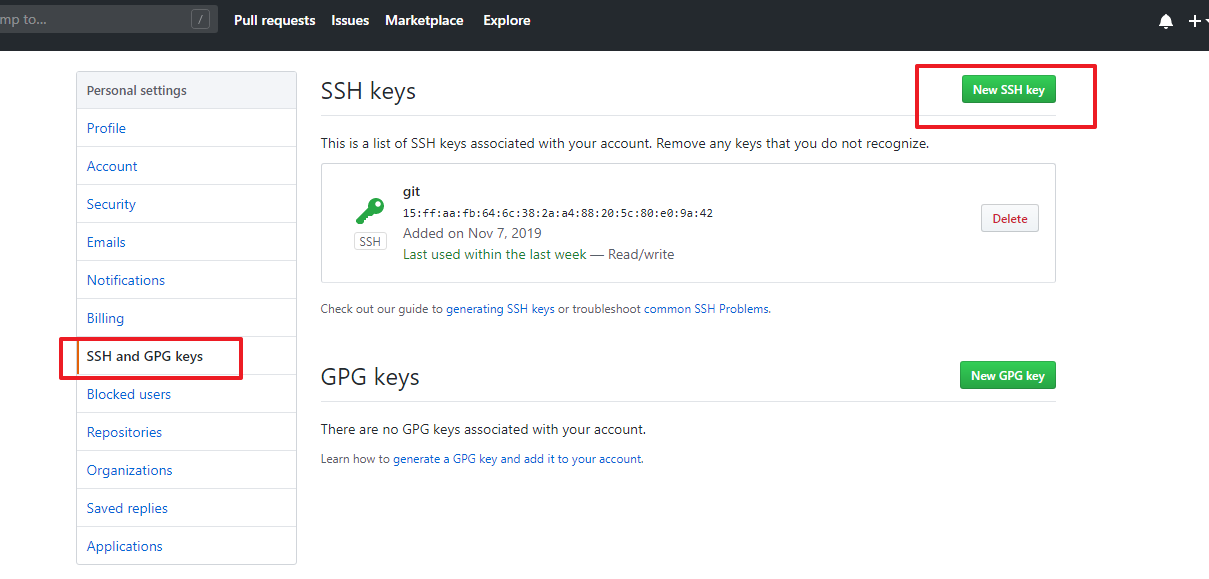 mp to... /
Pull requests Issues Marketplace Explore
Personal settings
Profile
Account
Security
Emails
Notifications
Billing
SSH and GPG keys
Blocked users
Repositories
Organizations
Saved replies
Applications
SSH keys
New SSH key
This is a list of SSH keys associated with your account. Remove any keys that you do not recognize.
git
15:ff:aa:fb:64:6c:38:2a:a4:88:20:5c:80:e0:9a:42
Added on Nov 7, 2019
Last used within the last week — Read/write
SSH
Delete
Check out our guide to generating SSH keys or troubleshoot common SSH Problems.
GPG keys
New GPG key
There are no GPG keys associated with your account.
Learn how to generate a GPG key and add it to your account.